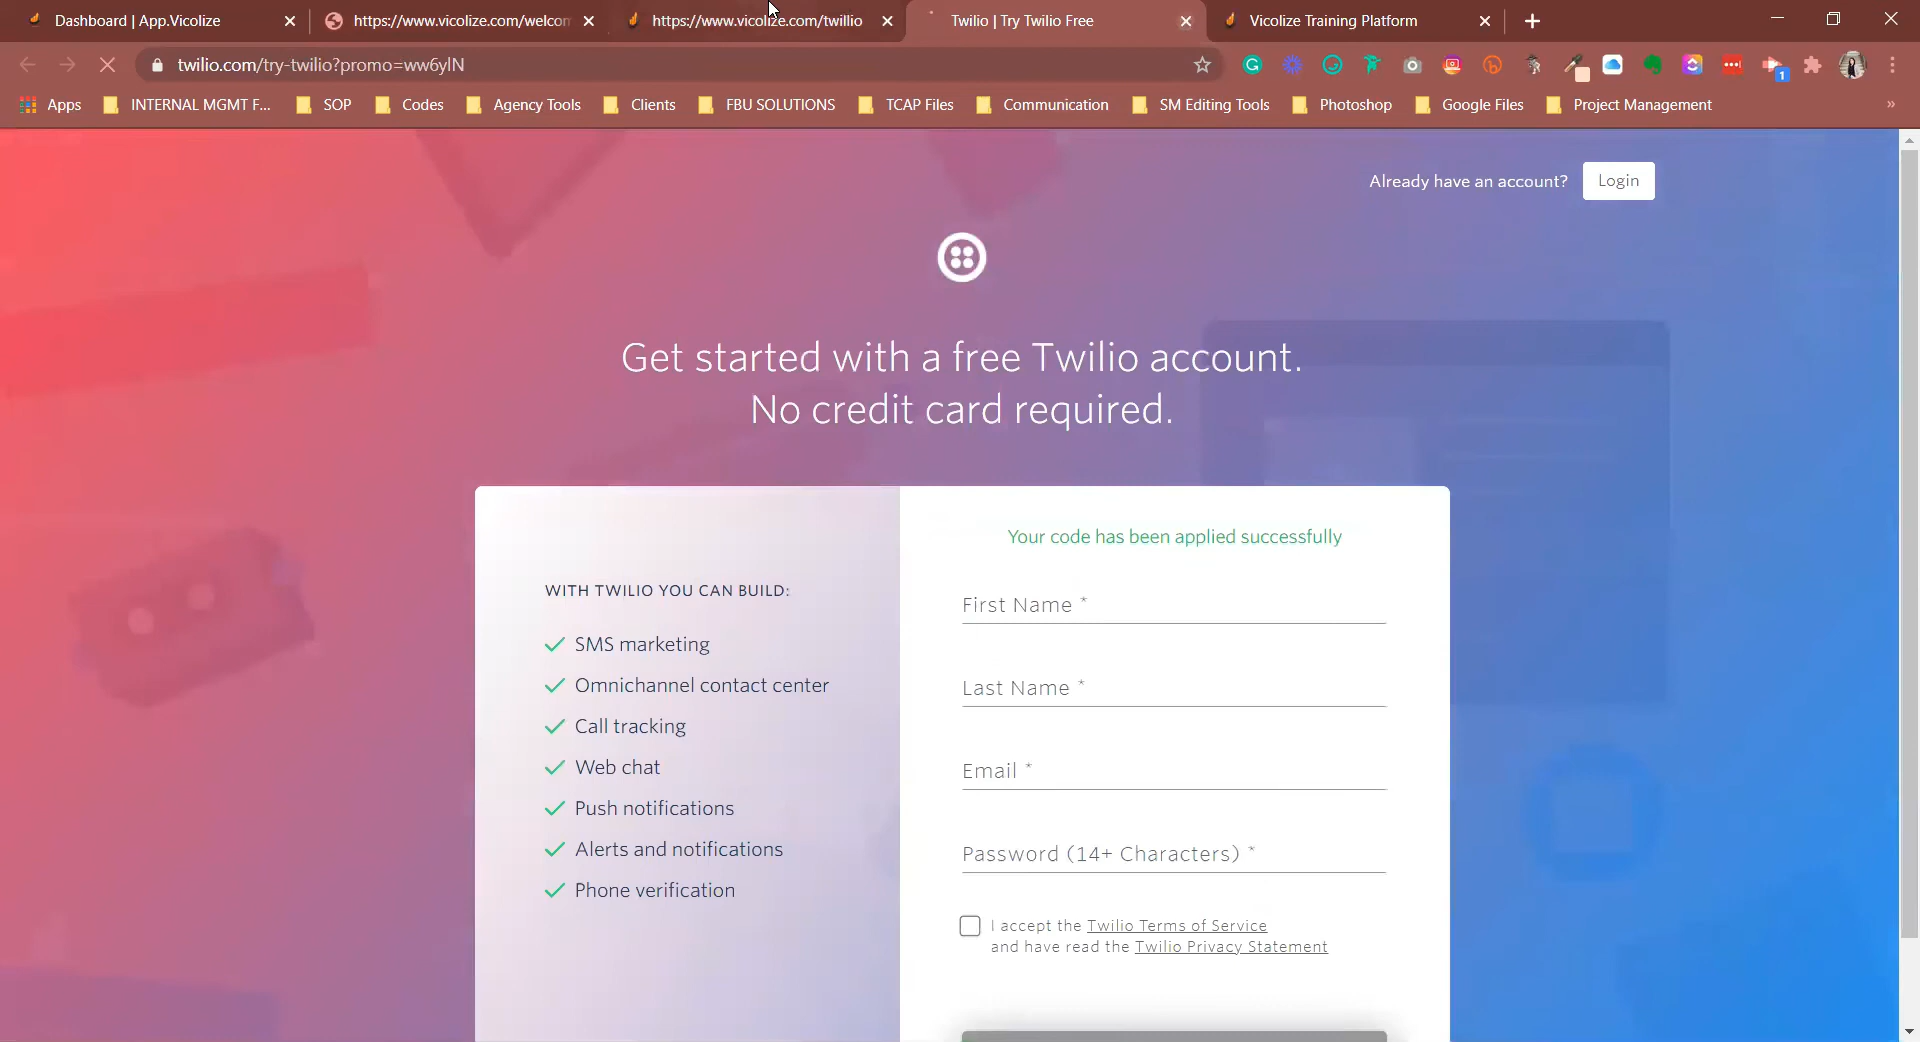 Dashboard | App.Vicolize
https://www.vicolize.com/welcon
https://www.vicolize.com/twillio
Twilio | Try Twilio Free
Vicolize Training Platform
twilio.com/try-twilio?promo=ww6ylN
1
Apps
INTERNAL MGMT F...
SOP
Codes
Agency Tools
Clients
FBU SOLUTIONS
TCAP Files
Communication
SM Editing Tools
Photoshop
Google Files
Project Management
»
Already have an account?
Login
Get started with a free Twilio account.
No credit card required.
WITH TWILIO YOU CAN BUILD:
SMS marketing
Omnichannel contact center
Call tracking
Web chat
Push notifications
Alerts and notifications
Phone verification
Your code has been applied successfully
First Name *
Last Name *
Email *
Password (14+ Characters) *
I accept the Twilio Terms of Service
and have read the Twilio Privacy Statement